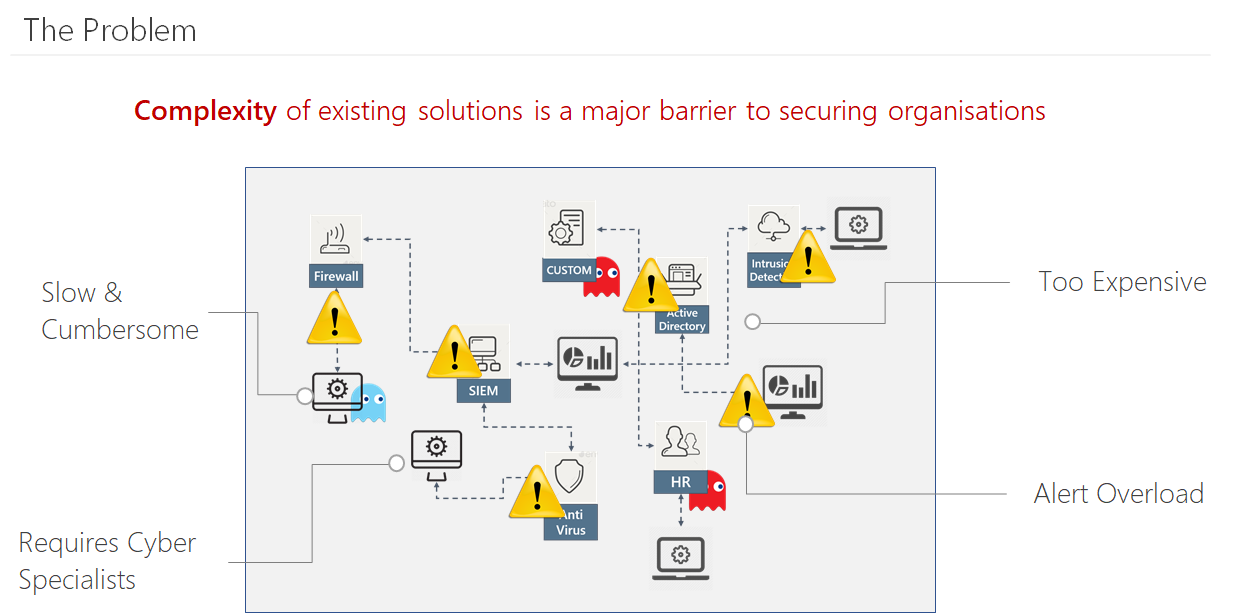 The Problem
Complexity of existing solutions is a major barrier to securing organisations
Firewall
CUSTOM
Intrusion
Active
Directory
SIEM
HR
Virus
Slow &
Cumbersome
Requires Cyber
Specialists
Too Expensive
Alert Overload